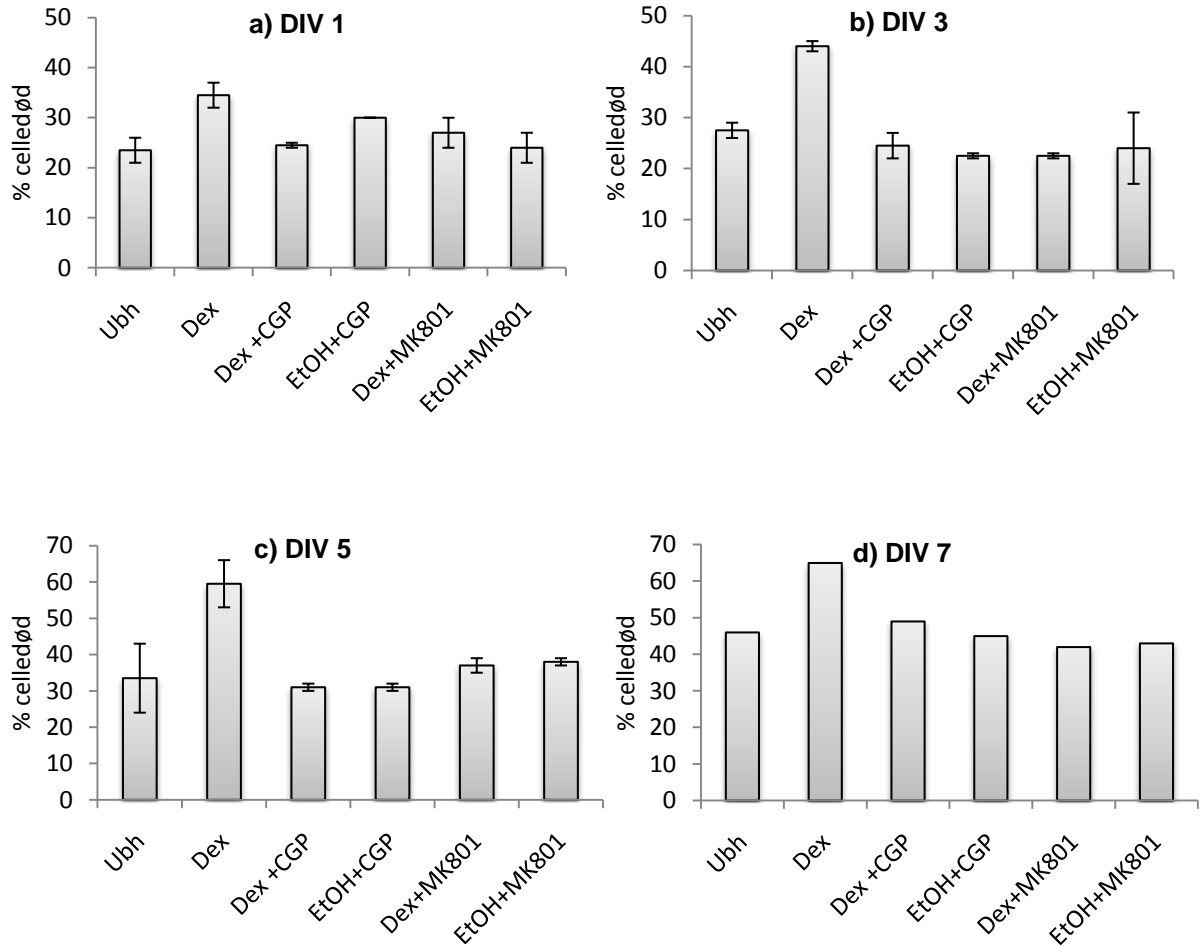 a) DIV 1
% celledød
50
40
30
20
10
0
Ubh
Dex
Dex +CGP
EtOH+CGP
Dex+MK801
EtOH+MK801
b) DIV 3
% celledød
50
40
30
20
10
0
Ubh
Dex
Dex +CGP
EtOH+CGP
Dex+MK801
EtOH+MK801
c) DIV 5
% celledød
70
60
50
40
30
20
10
0
Ubh
Dex
Dex +CGP
EtOH+CGP
Dex+MK801
EtOH+MK801
d) DIV 7
% celledød
70
60
50
40
30
20
10
0
Ubh
Dex
Dex +CGP
EtOH+CGP
Dex+MK801
EtOH+MK801